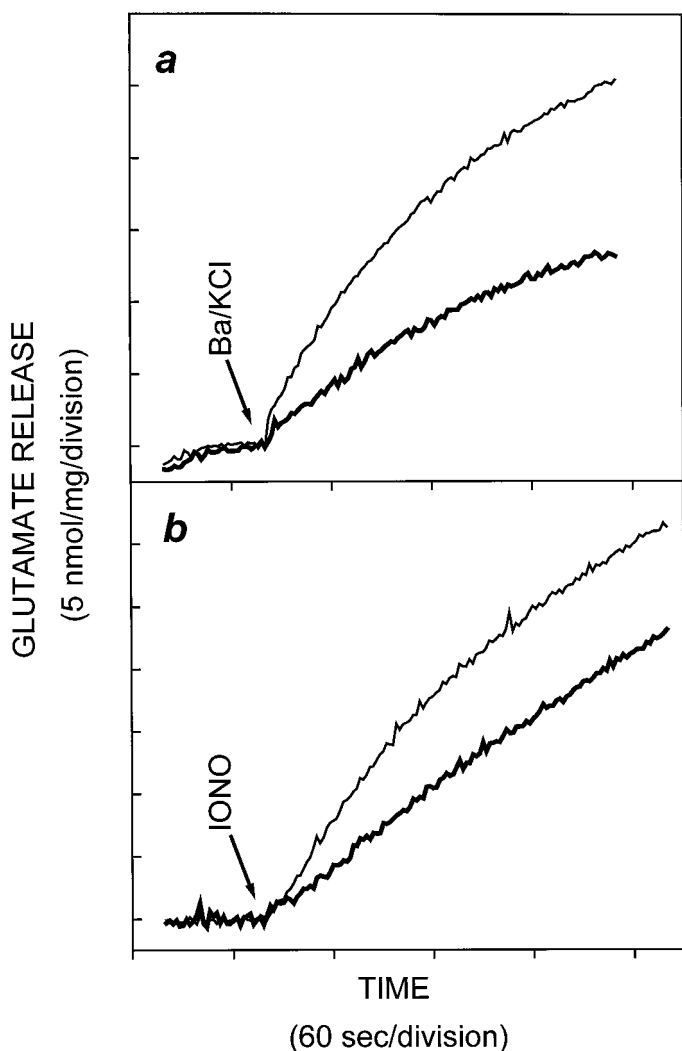 a
Ba/KCl
GLUTAMATE RELEASE
(5 nmol/mg/division)
b
IONO
TIME
(60 sec/division)